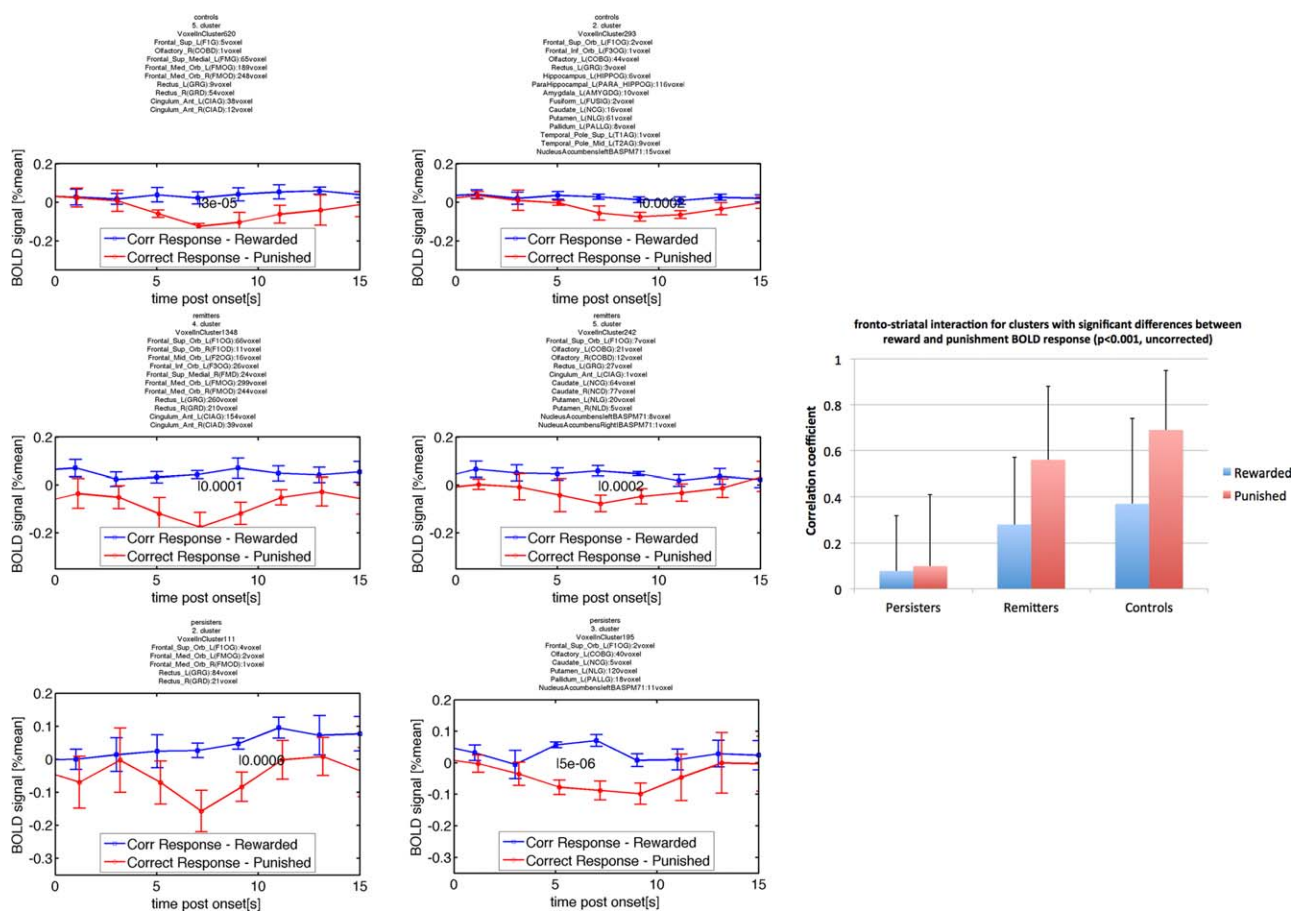 controls
5. cluster
VoxelInCluster620
Frontal_Sup_L(F1G):5voxel
Olfactory_R(COBD):1voxel
Frontal_Sup_Medial_L(FMG):65voxel
Frontal_Med_Orb_L(FMOG):189voxel
Frontal_Med_Orb_R(FMOD):248voxel
Rectus_L(GRG):9voxel
Rectus_R(GRD):54voxel
Cingulum_Ant_L(CIAG):38voxel
Cingulum_Ant_R(CIAD):12voxel
BOLD signal [%mean]
0.2
0
-0.2
|3e-05
Corr Response - Rewarded
Correct Response - Punished
0 5 10 15
time post onset[s]
controls
2. cluster
VoxelInCluster293
Frontal_Sup_Orb_L(F1OG):2voxel
Frontal_Inf_Orb_L(F3OG):1voxel
Olfactory_L(COBG):44voxel
Rectus_L(GRG):3voxel
Hippocampus_L(HIPPOG):6voxel
ParaHippocampal_L(PARA_HIPPOG):116voxel
Amygdala_L(AMYGDG):10voxel
Fusiform_L(FUSIG):2voxel
Caudate_L(NCG):16voxel
Putamen_L(NLG):61voxel
Pallidum_L(PALLG):8voxel
Temporal_Pole_Sup_L(T1AG):1voxel
Temporal_Pole_Mid_L(T2AG):9voxel
NucleusAccumbensleftBASPM71:15voxel
BOLD signal [%mean]
0.2
0
-0.2
|0.0002
Corr Response - Rewarded
Correct Response - Punished
0 5 10 15
time post onset[s]
remitters
4. cluster
VoxelInCluster1348
Frontal_Sup_Orb_L(F1OG):66voxel
Frontal_Sup_Orb_R(F1OD):11voxel
Frontal_Mid_Orb_L(F2OG):16voxel
Frontal_Inf_Orb_L(F3OG):26voxel
Frontal_Sup_Medial_R(FMD):24voxel
Frontal_Med_Orb_L(FMOG):299voxel
Frontal_Med_Orb_R(FMOD):244voxel
Rectus_L(GRG):260voxel
Rectus_R(GRD):210voxel
Cingulum_Ant_L(CIAG):154voxel
Cingulum_Ant_R(CIAD):39voxel
BOLD signal [%mean]
0.2
0
-0.2
|0.0001
Corr Response - Rewarded
Correct Response - Punished
0 5 10 15
time post onset[s]
remitters
5. cluster
VoxelInCluster242
Frontal_Sup_Orb_L(F1OG):7voxel
Olfactory_L(COBG):21voxel
Olfactory_R(COBD):12voxel
Rectus_L(GRG):27voxel
Cingulum_Ant_L(CIAG):1voxel
Caudate_L(NCG):64voxel
Caudate_R(NCD):77voxel
Putamen_L(NLG):20voxel
Putamen_R(NLD):5voxel
NucleusAccumbensleftBASPM71:8voxel
NucleusAccumbensRightBASPM71:1voxel
BOLD signal [%mean]
0.2
0
-0.2
|0.0002
Corr Response - Rewarded
Correct Response - Punished
0 5 10 15
time post onset[s]
persisters
2. cluster
VoxelInCluster111
Frontal_Sup_Orb_L(F1OG):4voxel
Frontal_Med_Orb_L(FMOG):2voxel
Frontal_Med_Orb_R(FMOD):1voxel
Rectus_L(GRG):84voxel
Rectus_R(GRD):21voxel
BOLD signal [%mean]
0.2
0.1
0
-0.1
-0.2
-0.3
Corr Response - Rewarded
Correct Response - Punished
0 5 10 15
time post onset[s]
persisters
3. cluster
VoxelInCluster195
Frontal_Sup_Orb_L(F1OG):2voxel
Olfactory_L(COBG):40voxel
Caudate_L(NCG):5voxel
Putamen_L(NLG):120voxel
Pallidum_L(PALLG):18voxel
NucleusAccumbensleftBASPM71:11voxel
BOLD signal [%mean]
0.2
0.1
0
-0.1
-0.2
-0.3
|5e-06
Corr Response - Rewarded
Correct Response - Punished
0 5 10 15
time post onset[s]
fronto-striatal interaction for clusters with significant differences between
reward and punishment BOLD response (p<0.001, uncorrected)
Correlation coefficient
1
0.8
0.6
0.4
0.2
0
Persisters Remitters Controls
Rewarded
Punished